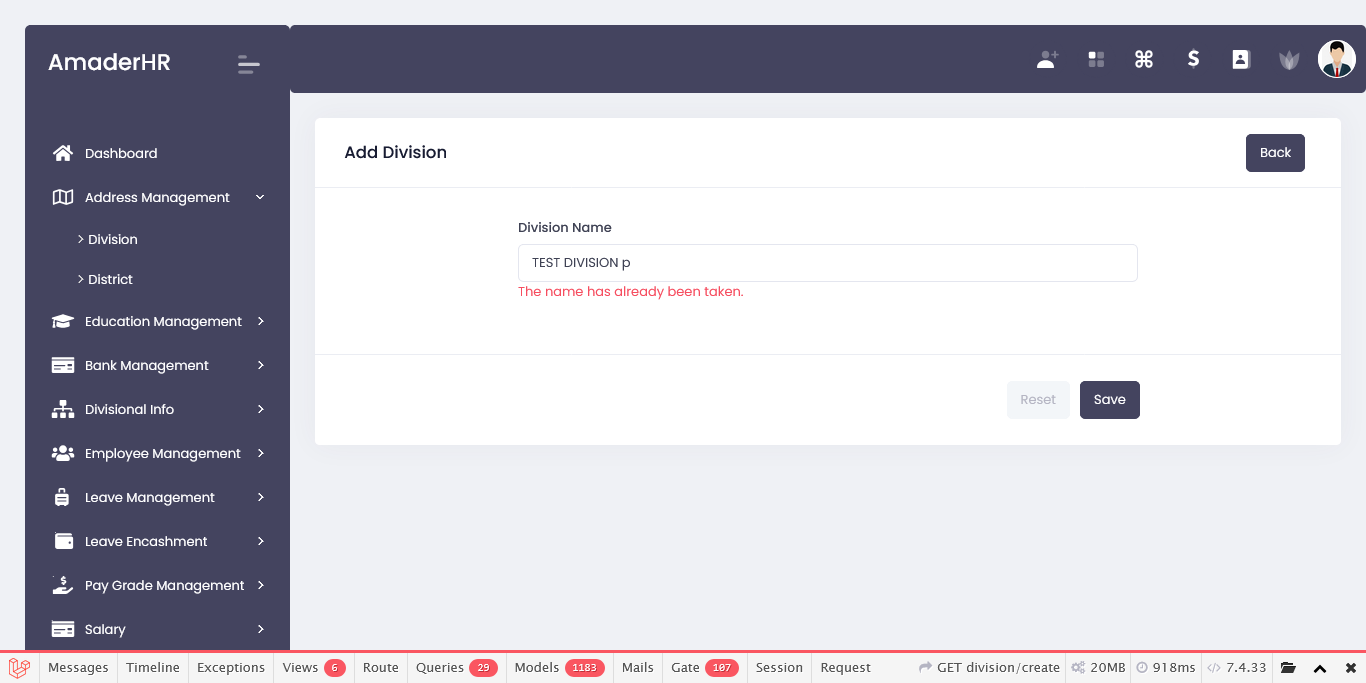 AmaderHR
Dashboard
Address Management
Division
District
Education Management
Bank Management
Divisional Info
Employee Management
Leave Management
Leave Encashment
Pay Grade Management
Salary
Add Division
Back
Division Name
TEST DIVISION p
The name has already been taken.
Reset
Save
Messages Timeline Exceptions Views 6 Route Queries 29 Models 1183 Mails Gate 107 Session Request GET division/create 20MB 918ms 7.4.33